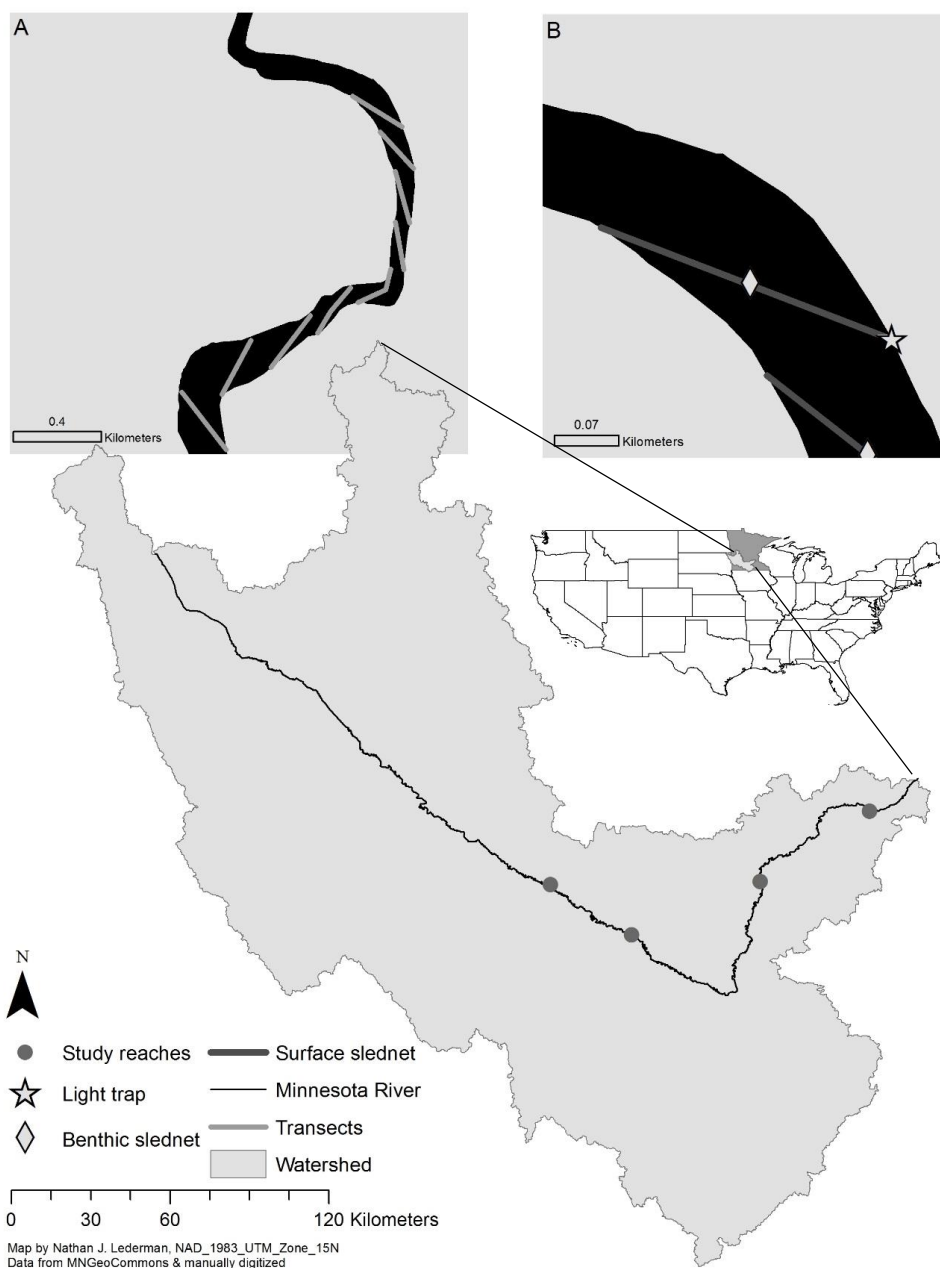 A
B
0.4
Kilometers
0.07
Kilometers
N
Study reaches
Surface slednet
Light trap
Minnesota River
Benthic slednet
Transects
Watershed
0 30 60 120 Kilometers
Map by Nathan J. Lederman, NAD_1983_UTM_Zone_15N
Data from MNGeoCommons & manually digitized